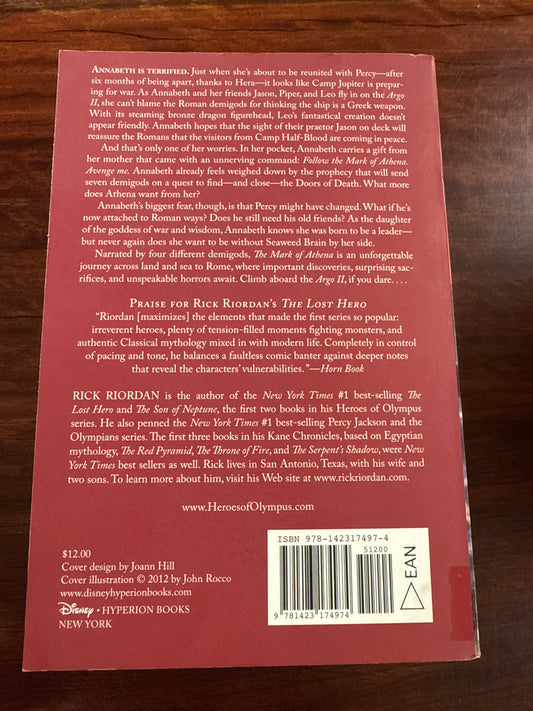 ANNABETH IS TERRIFIED. Just when she's about to be reunited with Percy—after
six months of being apart, thanks to Hera—it looks like Camp Jupiter is prepar-
ing for war. As Annabeth and her friends Jason, Piper, and Leo fly in on the Argo
II, she can't blame the Roman demigods for thinking the ship is a Greek weapon.
With its steaming bronze dragon figurehead, Leo's fantastical creation doesn't
appear friendly. Annabeth hopes that the sight of their praetor Jason on deck will
reassure the Romans that the visitors from Camp Half-Blood are coming in peace.
And that's only one of her worries. In her pocket, Annabeth carries a gift from
her mother that came with an unnerving command: Follow the Mark of Athena.
Avenge me. Annabeth already feels weighed down by the prophecy that will send
seven demigods on a quest to find—and close—the Doors of Death. What more
does Athena want from her?
Annabeth's biggest fear, though, is that Percy might have changed. What if he's
now attached to Roman ways? Does he still need his old friends? As the daughter
of the goddess of war and wisdom, Annabeth knows she was born to be a leader—
but never again does she want to be without Seaweed Brain by her side.
Narrated by four different demigods, The Mark of Athena is an unforgettable
journey across land and sea to Rome, where important discoveries, surprising sac-
rifices, and unspeakable horrors await. Climb aboard the Argo II, if you dare. . . .
PRAISE FOR RICK RIORDAN'S THE LOST HERO
"Riordan [maximizes] the elements that made the first series so popular:
irreverent heroes, plenty of tension-filled moments fighting monsters, and
authentic Classical mythology mixed in with modern life. Completely in control
of pacing and tone, he balances a faultless comic banter against deeper notes
that reveal the characters' vulnerabilities."—Horn Book
RICK RIORDAN is the author of the New York Times #1 best-selling The
Lost Hero and The Son of Neptune, the first two books in his Heroes of Olympus
series. He also penned the New York Times #1 best-selling Percy Jackson and the
Olympians series. The first three books in his Kane Chronicles, based on Egyptian
mythology, The Red Pyramid, The Throne of Fire, and The Serpent's Shadow, were New
York Times best sellers as well. Rick lives in San Antonio, Texas, with his wife and
two sons. To learn more about him, visit his Web site at www.rickriordan.com.
www.HeroesofOlympus.com
$12.00
Cover design by Joann Hill
Cover illustration © 2012 by John Rocco
www.disneyhyperionbooks.com
Disney • HYPERION BOOKS
NEW YORK
ISBN 978-142317497-4
51200
EAN
9 781423 174974